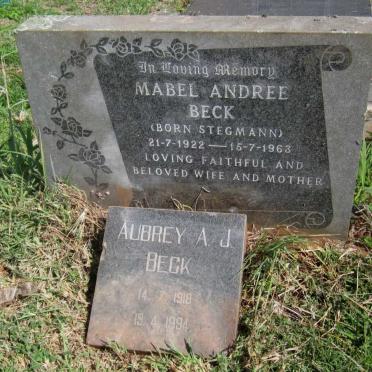 In Loving Memory
MABEL ANDREE
BECK
(BORN STEGMANN)
21-7-1922 — 15-7-1963
LOVING FAITHFUL AND
BELOVED WIFE AND MOTHER
AUBREY A. J.
BECK
14. 7. 1918
19. 4. 1994